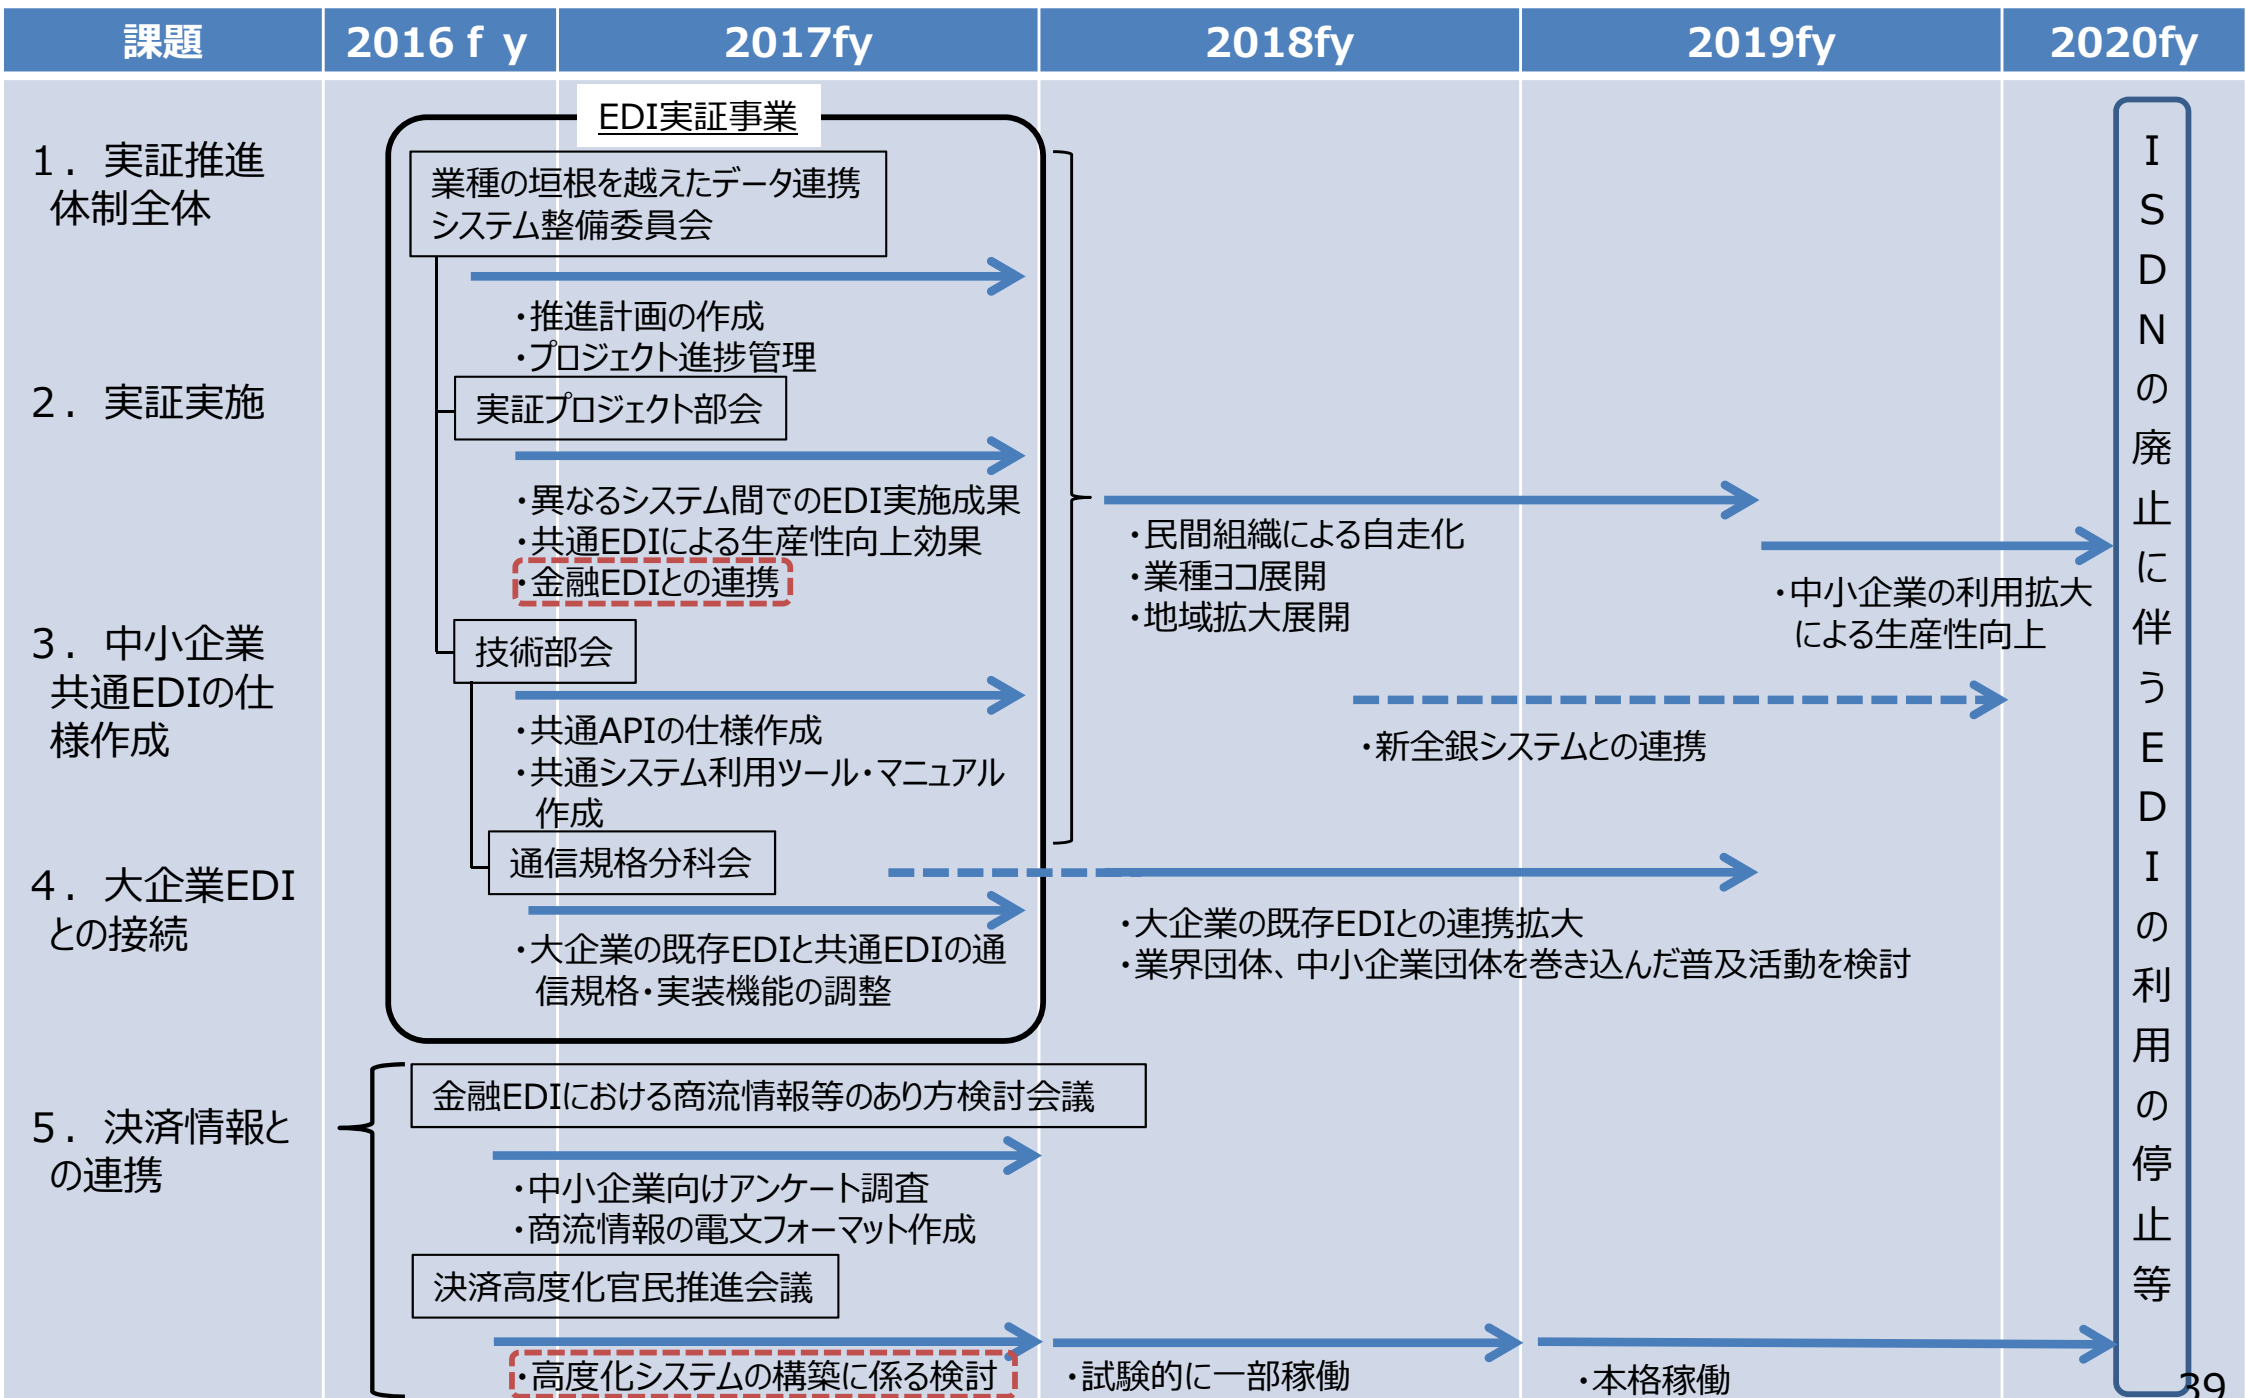 課題
2016ｆｙ
2017fy
2018fy
2019fy
2020fy
１．実証推進
体制全体
２．実証実施
３．中小企業
共通EDIの仕
様作成
４．大企業EDI
との接続
５．決済情報と
の連携
EDI実証事業
業種の垣根を越えたデータ連携
システム整備委員会
・推進計画の作成
・プロジェクト進捗管理
実証プロジェクト部会
・異なるシステム間でのEDI実施成果
・共通EDIによる生産性向上効果
・金融EDIとの連携
技術部会
・共通APIの仕様作成
・共通システム利用ツール・マニュアル
作成
通信規格分科会
・大企業の既存EDIと共通EDIの通
信規格・実装機能の調整
・民間組織による自走化
・業種ヨコ展開
・地域拡大展開
・中小企業の利用拡大
による生産性向上
・新全銀システムとの連携
・大企業の既存EDIとの連携拡大
・業界団体、中小企業団体を巻き込んだ普及活動を検討
金融EDIにおける商流情報等のあり方検討会議
・中小企業向けアンケート調査
・商流情報の電文フォーマット作成
決済高度化官民推進会議
・高度化システムの構築に係る検討
・試験的に一部稼働
・本格稼働
ＩＳＤＮの廃止に伴うＥＤＩの利用の停止等
39